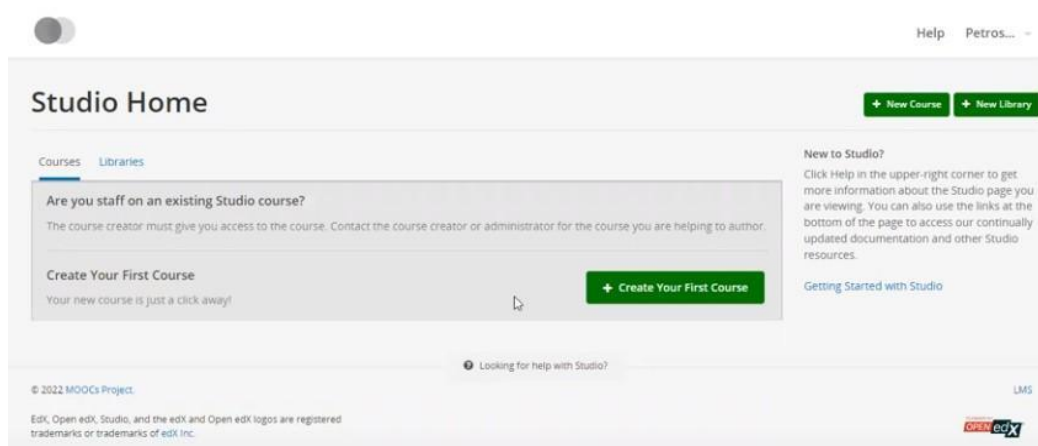 Help Petros...
Studio Home
+ New Course + New Library
Courses Libraries
Are you staff on an existing Studio course?
The course creator must give you access to the course. Contact the course creator or administrator for the course you are helping to author.
Create Your First Course
Your new course is just a click away!
+ Create Your First Course
New to Studio?
Click Help in the upper-right corner to get
more information about the Studio page you
are viewing. You can also use the links at the
bottom of the page to access our continually
updated documentation and other Studio
resources.
Getting Started with Studio
Looking for help with Studio?
© 2022 MOOCs Project.
LMS
EdX, Open edX, Studio, and the edX and Open edX logos are registered
trademarks or trademarks of edX Inc.
OPEN edX